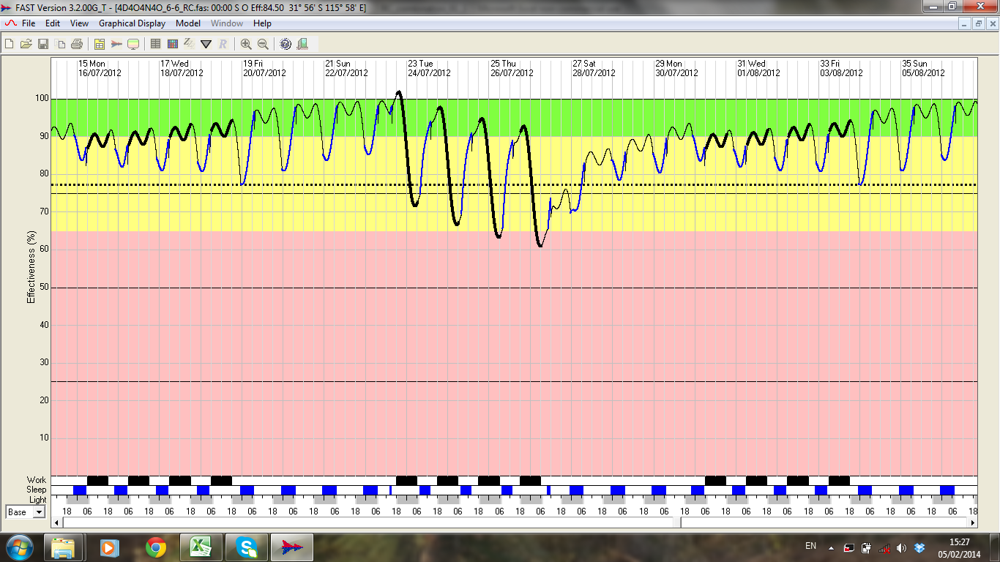 FAST Version 3.2.00G_T - [4D4O4N4O_6-6_RC.fas: 00:00 S O Eff:84.50 31° 56' S 115° 58' E]
File Edit View Graphical Display Model Window Help
15 Mon 17 Wed 19 Fri 21 Sun 23 Tue 25 Thu 27 Sat 29 Mon 31 Wed 33 Fri 35 Sun
16/07/2012 18/07/2012 20/07/2012 22/07/2012 24/07/2012 26/07/2012 28/07/2012 30/07/2012 01/08/2012 03/08/2012 05/08/2012
100
90
80
70
60
50
40
30
20
10
Effectiveness (%)
Work
Sleep
Light
Base
18 06 18 06 18 06 18 06 18 06 18 06 18 06 18 06 18 06 18 06 18 06 18 06 18 06 18 06 18 06 18 06 18 06 18 06 18 06 18 06 18 06 18 06 18
EN
15:27
05/02/2014